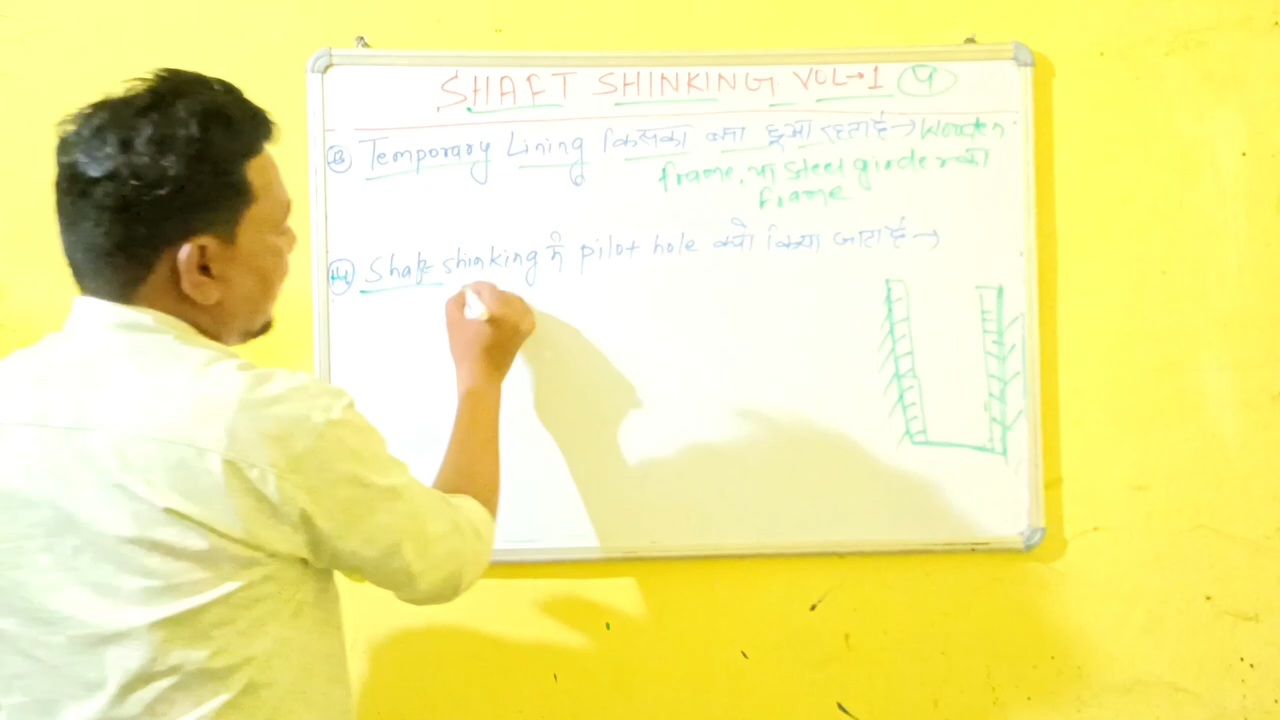 SHAFT SHINKING VOL→1 (4)
(13) Temporary Lining किसका बना हुआ रहता है → Wooden
frame, या steel girder का
frame
(14) Shaft shinking में pilot hole क्यों किया जाता है →